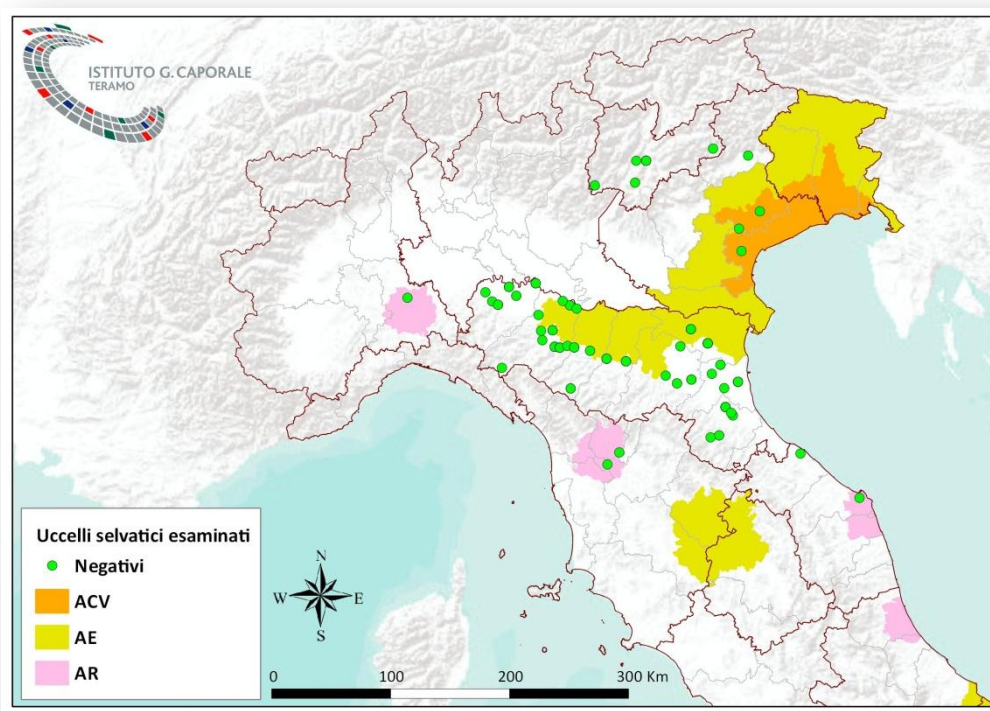 ISTITUTO G. CAPORALE
TERAMO
Uccelli selvatici esaminati
Negativi
ACV
AE
AR
N
W E
S
0 100 200 300 Km